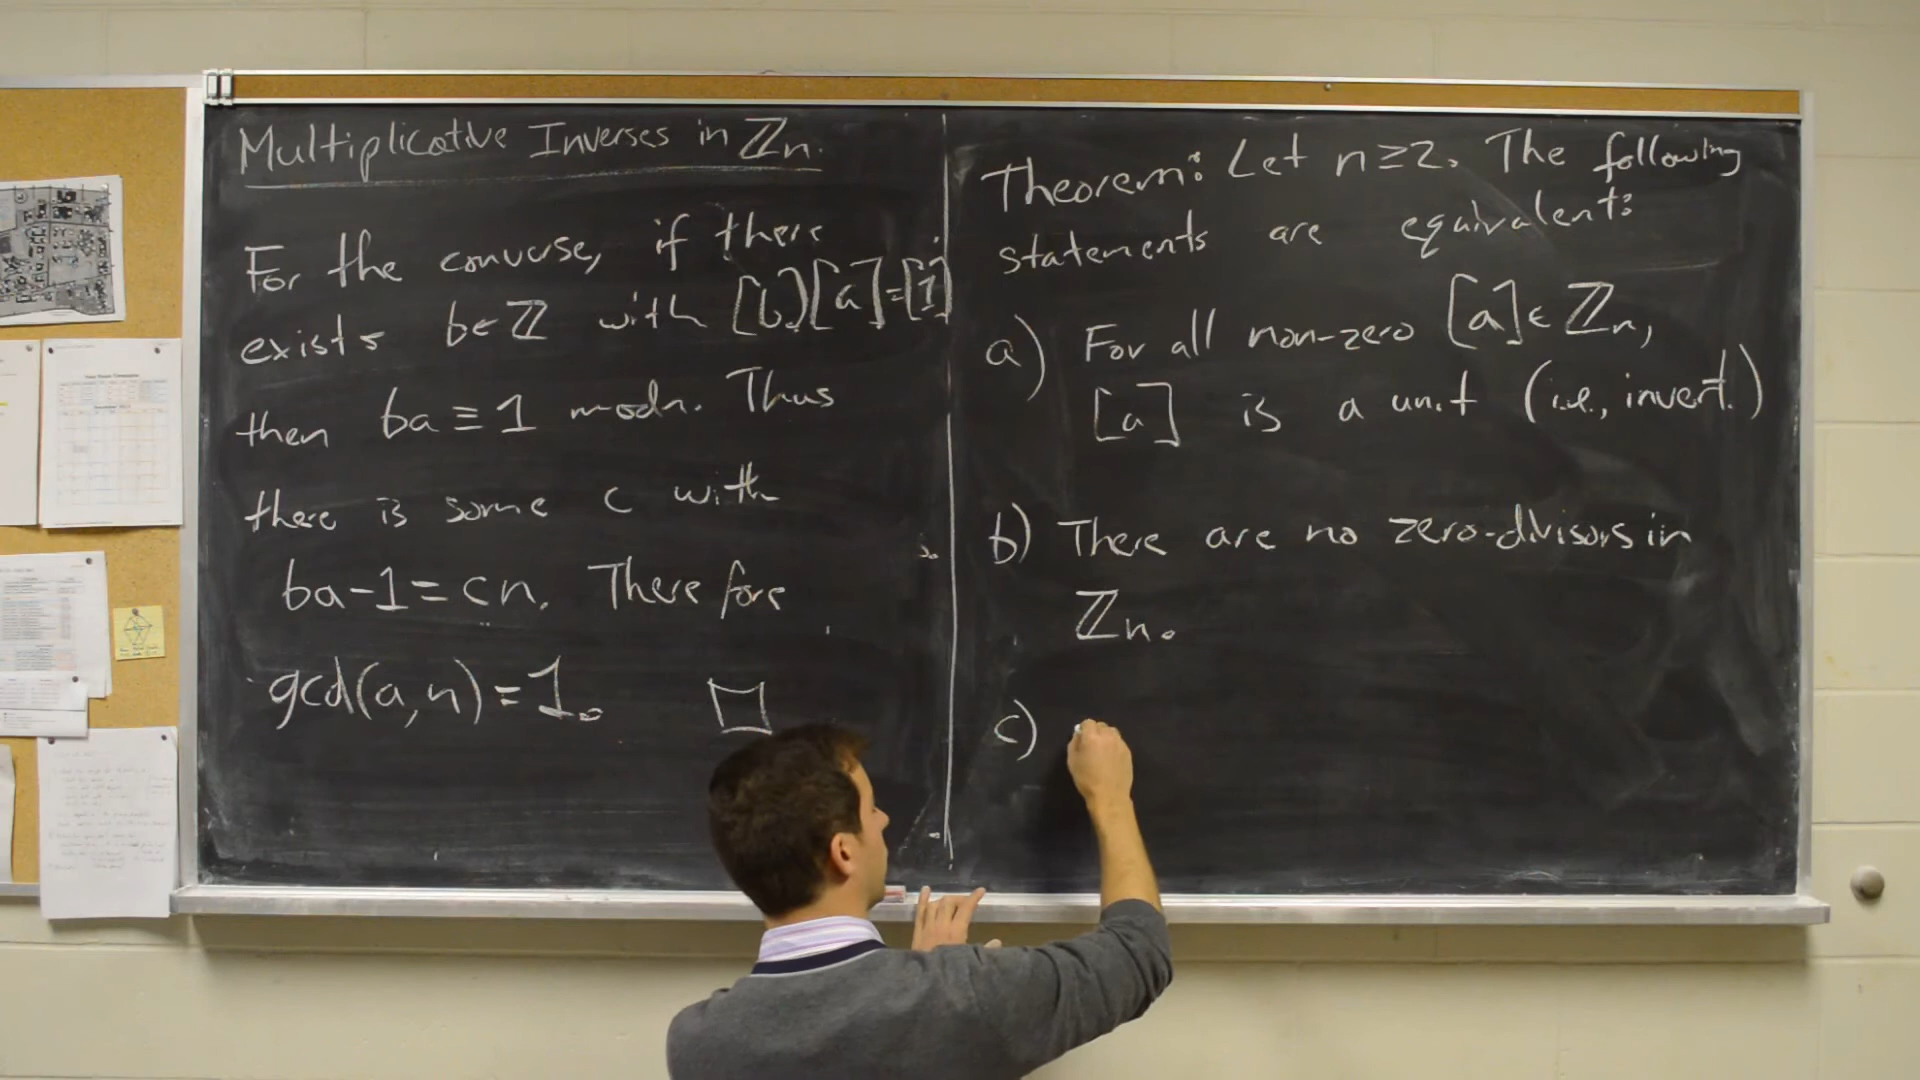 Multiplicative Inverses in ℤn.
For the converse, if there
exists b∈ℤ with [b][a]=[1]
then ba≡1 mod n. Thus
there is some c with
ba-1=cn. Therefore
gcd(a,n)=1. □
Theorem: Let n≥2. The following
statements are equivalent:
a) For all non-zero [a]∈ℤn,
[a] is a unit (i.e., invert.)
b) There are no zero-divisors in
ℤn.
c)